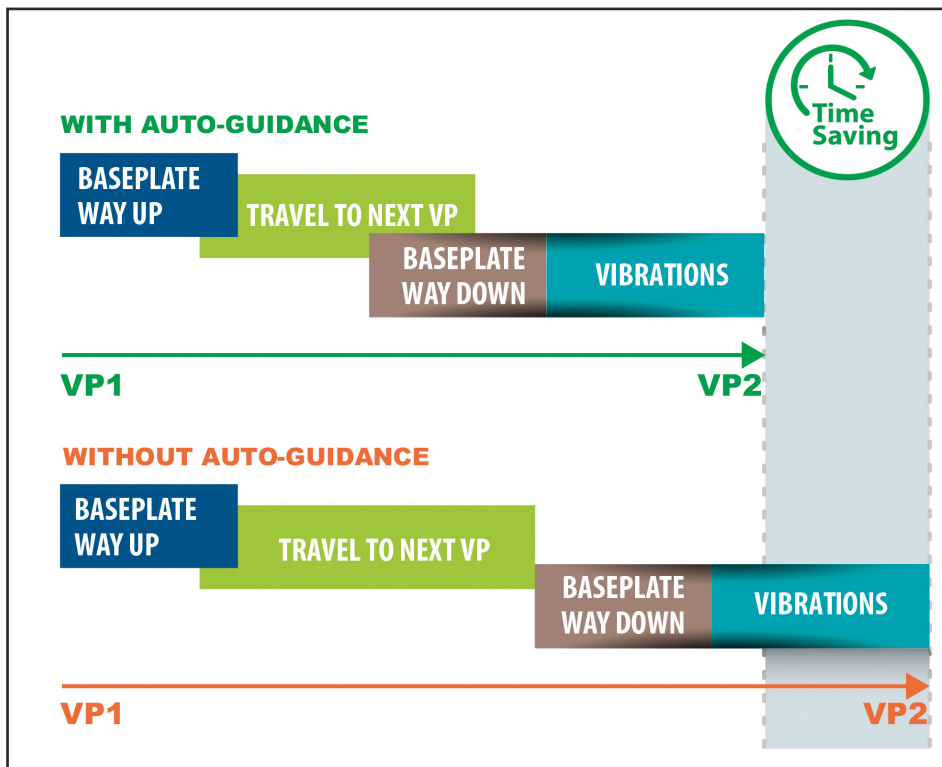 Time
Saving
WITH AUTO-GUIDANCE
BASEPLATE
WAY UP
TRAVEL TO NEXT VP
BASEPLATE
WAY DOWN
VIBRATIONS
VP1
VP2
WITHOUT AUTO-GUIDANCE
BASEPLATE
WAY UP
TRAVEL TO NEXT VP
BASEPLATE
WAY DOWN
VIBRATIONS
VP1
VP2